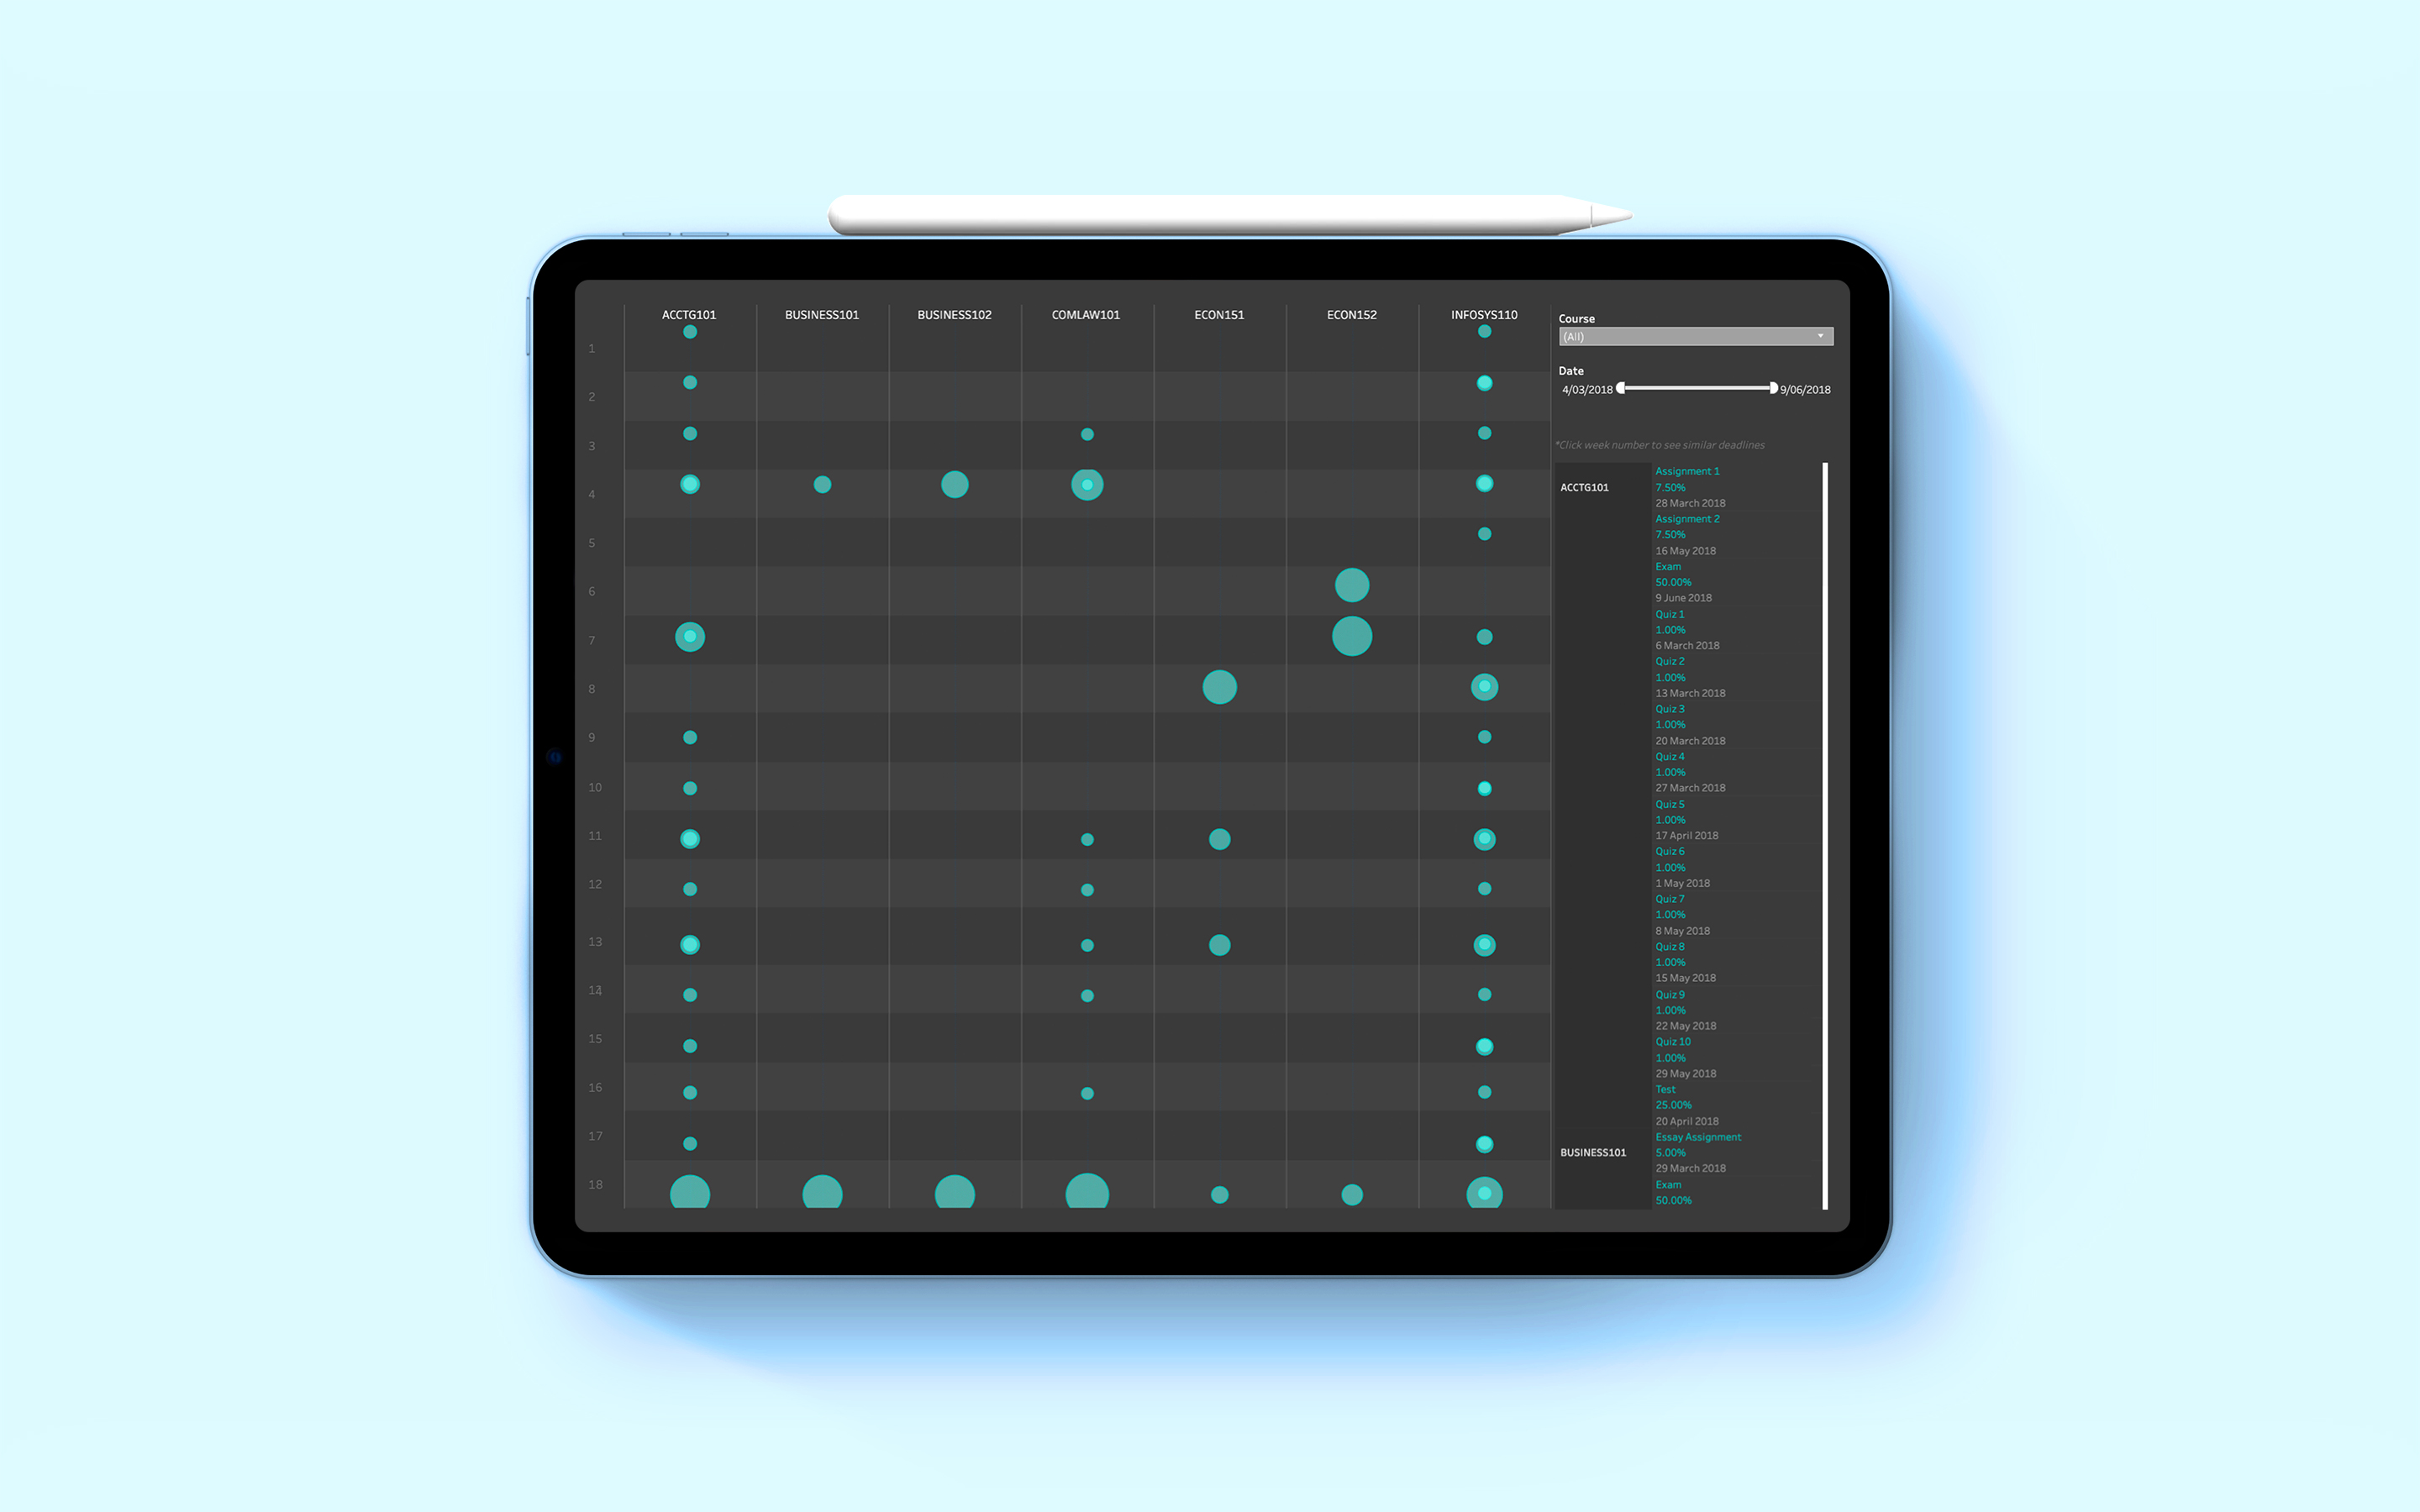 ACCTG101
BUSINESS101
BUSINESS102
COMLAW101
ECON151
ECON152
INFOSYS110
1
2
3
4
5
6
7
8
9
10
11
12
13
14
15
16
17
18
Course
(All)
Date
4/03/2018
9/06/2018
*Click week number to see similar deadlines
ACCTG101
Assignment 1
7.50%
28 March 2018
Assignment 2
7.50%
16 May 2018
Exam
50.00%
9 June 2018
Quiz 1
1.00%
6 March 2018
Quiz 2
1.00%
13 March 2018
Quiz 3
1.00%
20 March 2018
Quiz 4
1.00%
27 March 2018
Quiz 5
1.00%
17 April 2018
Quiz 6
1.00%
1 May 2018
Quiz 7
1.00%
8 May 2018
Quiz 8
1.00%
15 May 2018
Quiz 9
1.00%
22 May 2018
Quiz 10
1.00%
29 May 2018
Test
25.00%
20 April 2018
BUSINESS101
Essay Assignment
5.00%
29 March 2018
Exam
50.00%